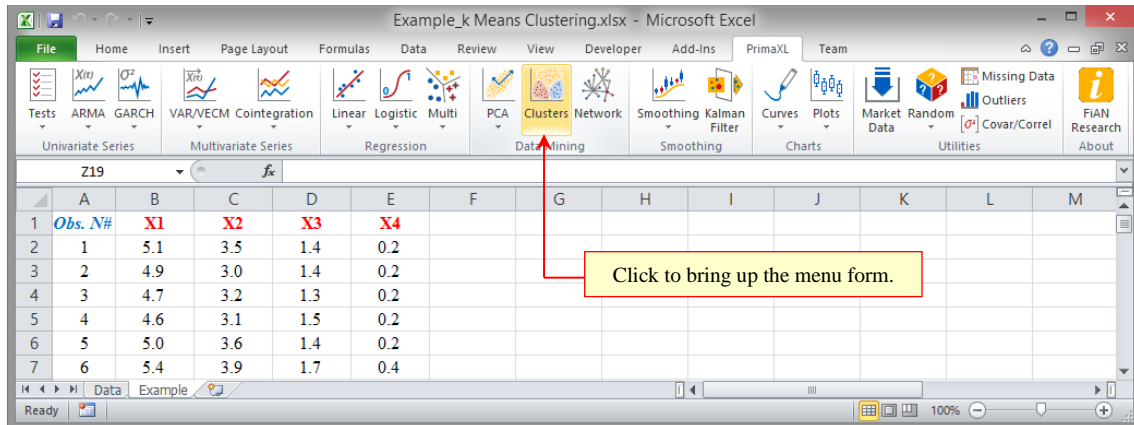 Example_k Means Clustering.xlsx - Microsoft Excel
File Home Insert Page Layout Formulas Data Review View Developer Add-Ins PrimaXL Team
X(t) σ² X(t) Missing Data
Outliers
Tests ARMA GARCH VAR/VECM Cointegration Linear Logistic Multi PCA Clusters Network Smoothing Kalman Filter Curves Plots Market Data Random σ² Covar/Correl FiAN Research
Univariate Series Multivariate Series Regression Data Mining Smoothing Charts Utilities About
Z19 fx
A B C D E F G H I J K L M
1 Obs. N# X1 X2 X3 X4
2 1 5.1 3.5 1.4 0.2
3 2 4.9 3.0 1.4 0.2
Click to bring up the menu form.
4 3 4.7 3.2 1.3 0.2
5 4 4.6 3.1 1.5 0.2
6 5 5.0 3.6 1.4 0.2
7 6 5.4 3.9 1.7 0.4
Data Example
Ready 100%